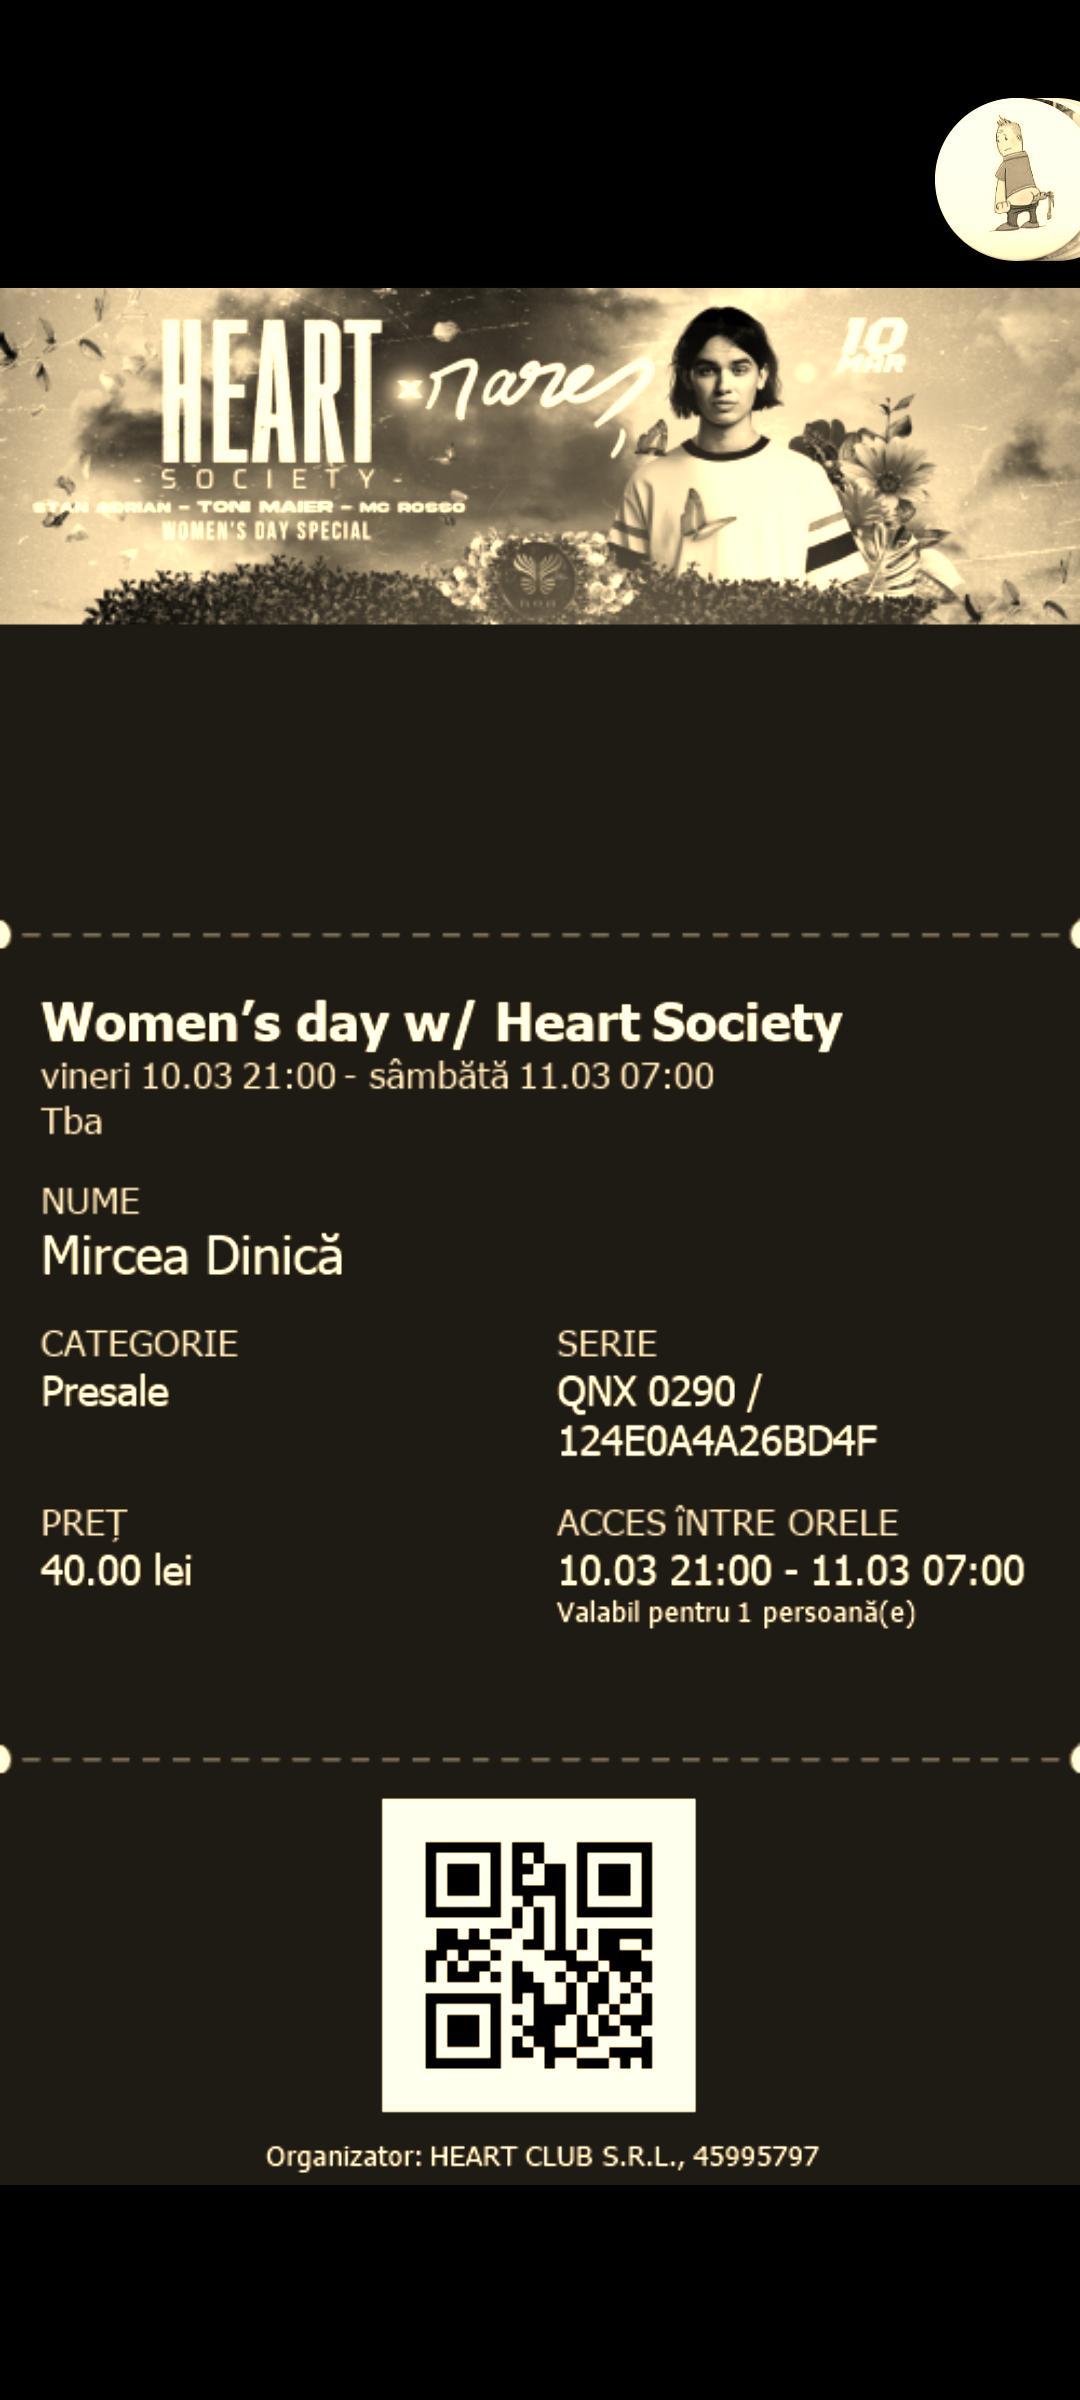 HEART
x nareș
10
MAR
- SOCIETY -
STAN ADRIAN - TONI MAIER - MC ROSSO
WOMEN'S DAY SPECIAL
Women’s day w/ Heart Society
vineri 10.03 21:00 - sâmbătă 11.03 07:00
Tba
NUME
Mircea Dinică
CATEGORIE
SERIE
Presale
QNX 0290 /
124E0A4A26BD4F
PREȚ
ACCES îNTRE ORELE
40.00 lei
10.03 21:00 - 11.03 07:00
Valabil pentru 1 persoană(e)
Organizator: HEART CLUB S.R.L., 45995797